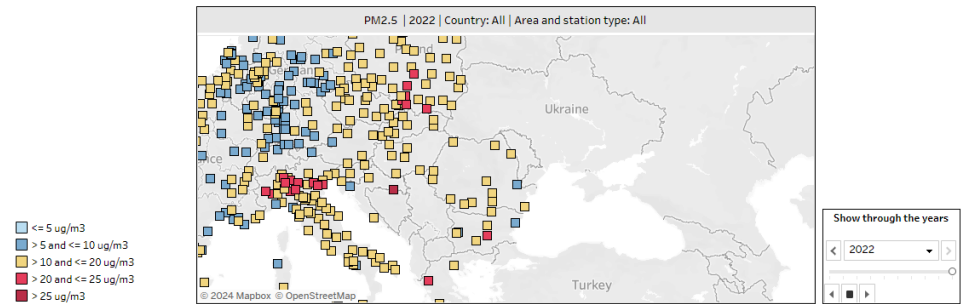 PM2.5 | 2022 | Country: All | Area and station type: All
Poland
Ukraine
Turkey
© 2024 Mapbox © OpenStreetMap
<= 5 ug/m3
> 5 and <= 10 ug/m3
> 10 and <= 20 ug/m3
> 20 and <= 25 ug/m3
> 25 ug/m3
Show through the years
2022